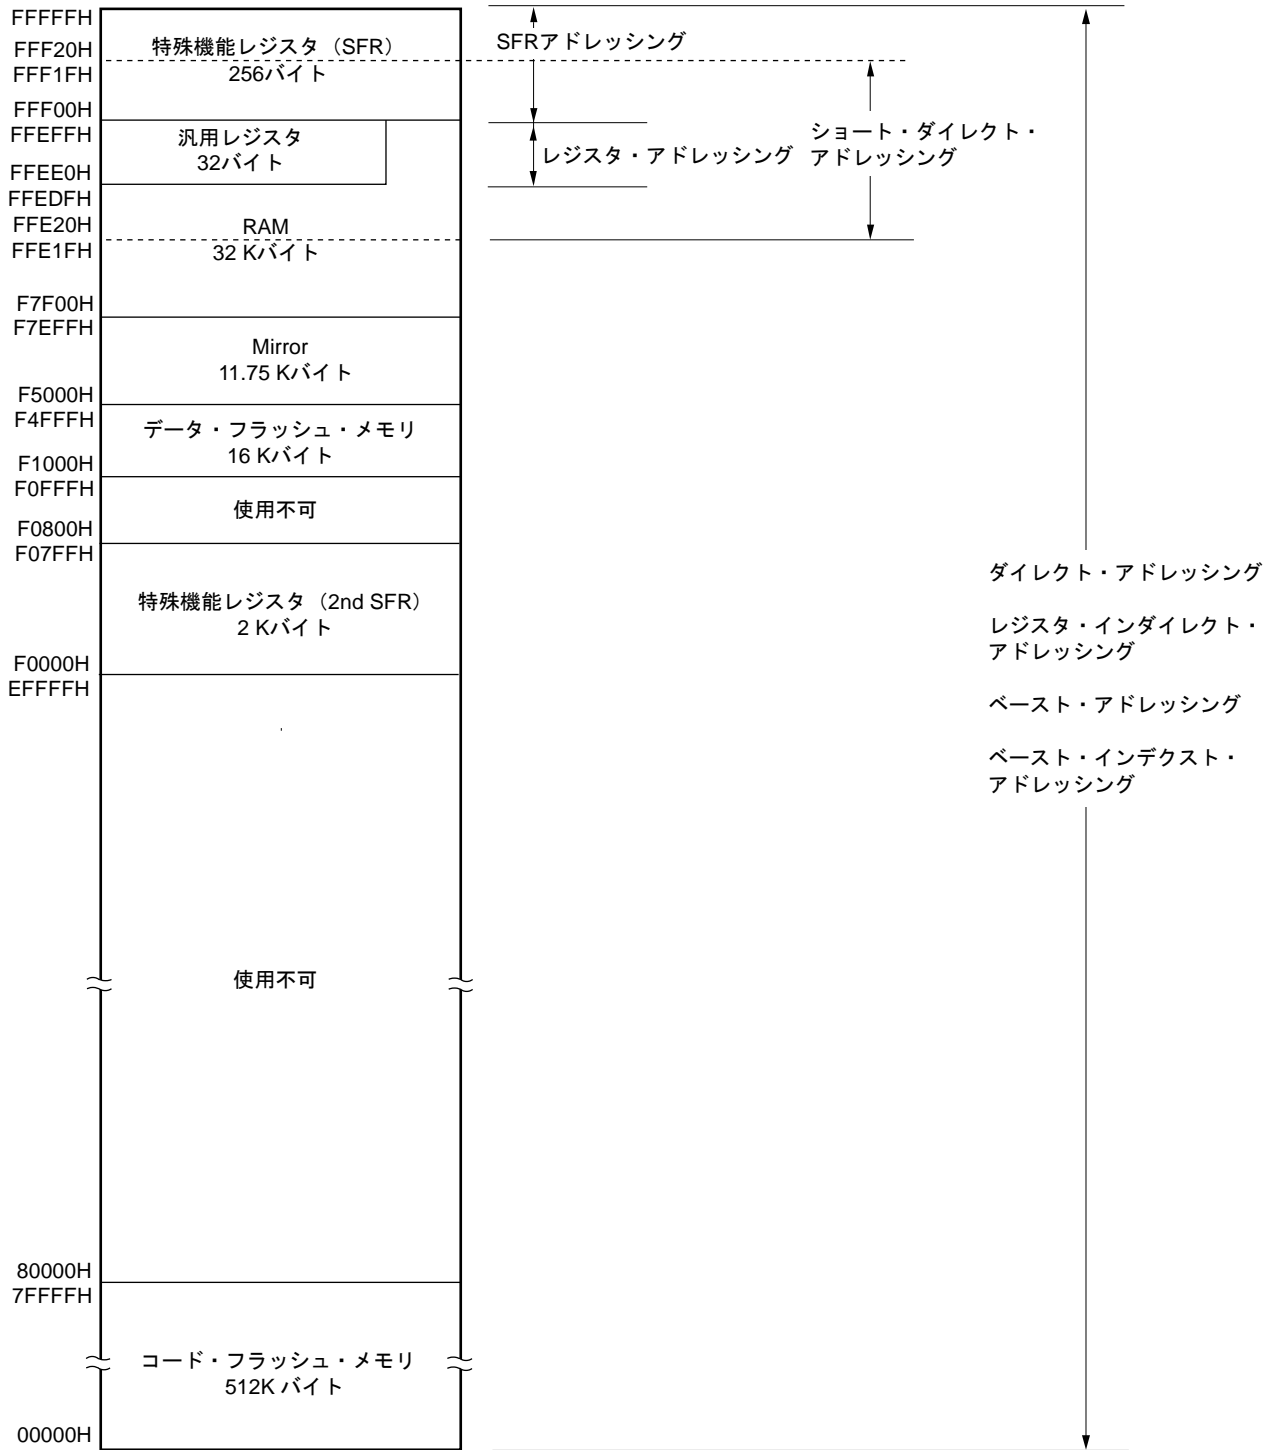 FFFFFH
FFF20H
FFF1FH
FFF00H
FFEFFH
FFEE0H
FFEDFH
FFE20H
FFE1FH
F7F00H
F7EFFH
F5000H
F4FFFH
F1000H
F0FFFH
F0800H
F07FFH
F0000H
EFFFFH
80000H
7FFFFH
00000H
特殊機能レジスタ（SFR）
256バイト
汎用レジスタ
32バイト
RAM
32 Kバイト
Mirror
11.75 Kバイト
データ・フラッシュ・メモリ
16 Kバイト
使用不可
特殊機能レジスタ（2nd SFR）
2 Kバイト
使用不可
コード・フラッシュ・メモリ
512K バイト
SFRアドレッシング
レジスタ・アドレッシング
ショート・ダイレクト・
アドレッシング
ダイレクト・アドレッシング
レジスタ・インダイレクト・
アドレッシング
ベースト・アドレッシング
ベースト・インデクスト・
アドレッシング